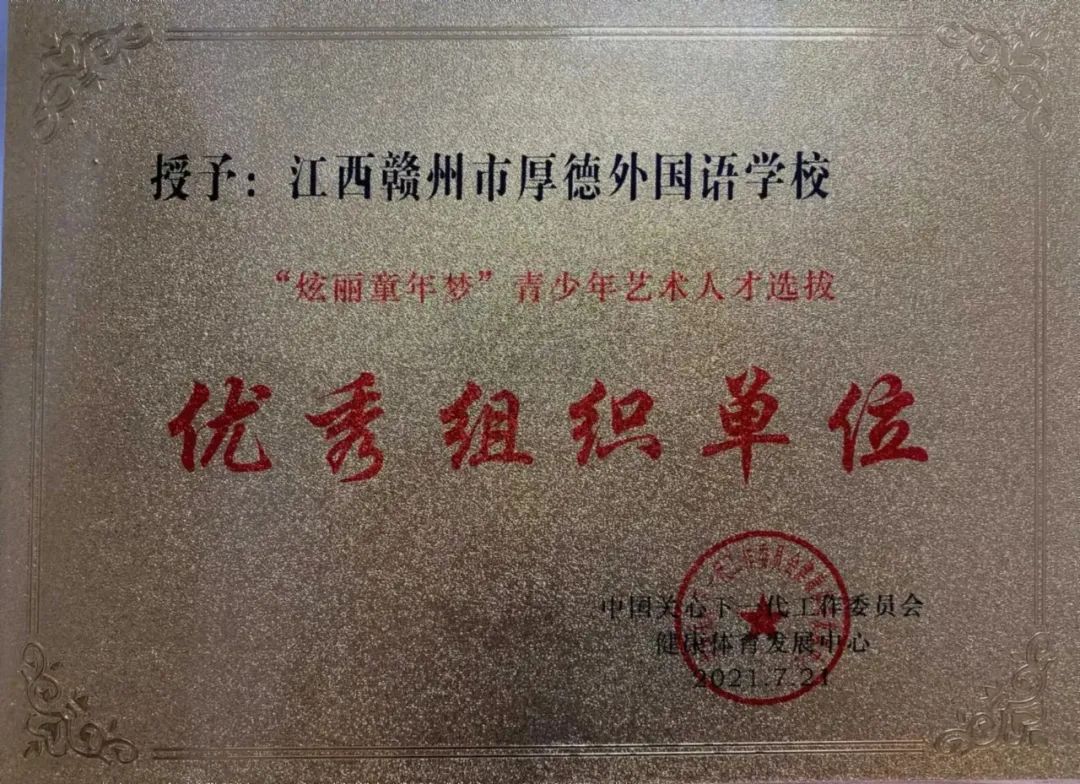 授予：江西赣州市厚德外国语学校
“炫丽童年梦”青少年艺术人才选拔
优秀组织单位
中国关心下一代工作委员会
健康体育发展中心
2021.7.21